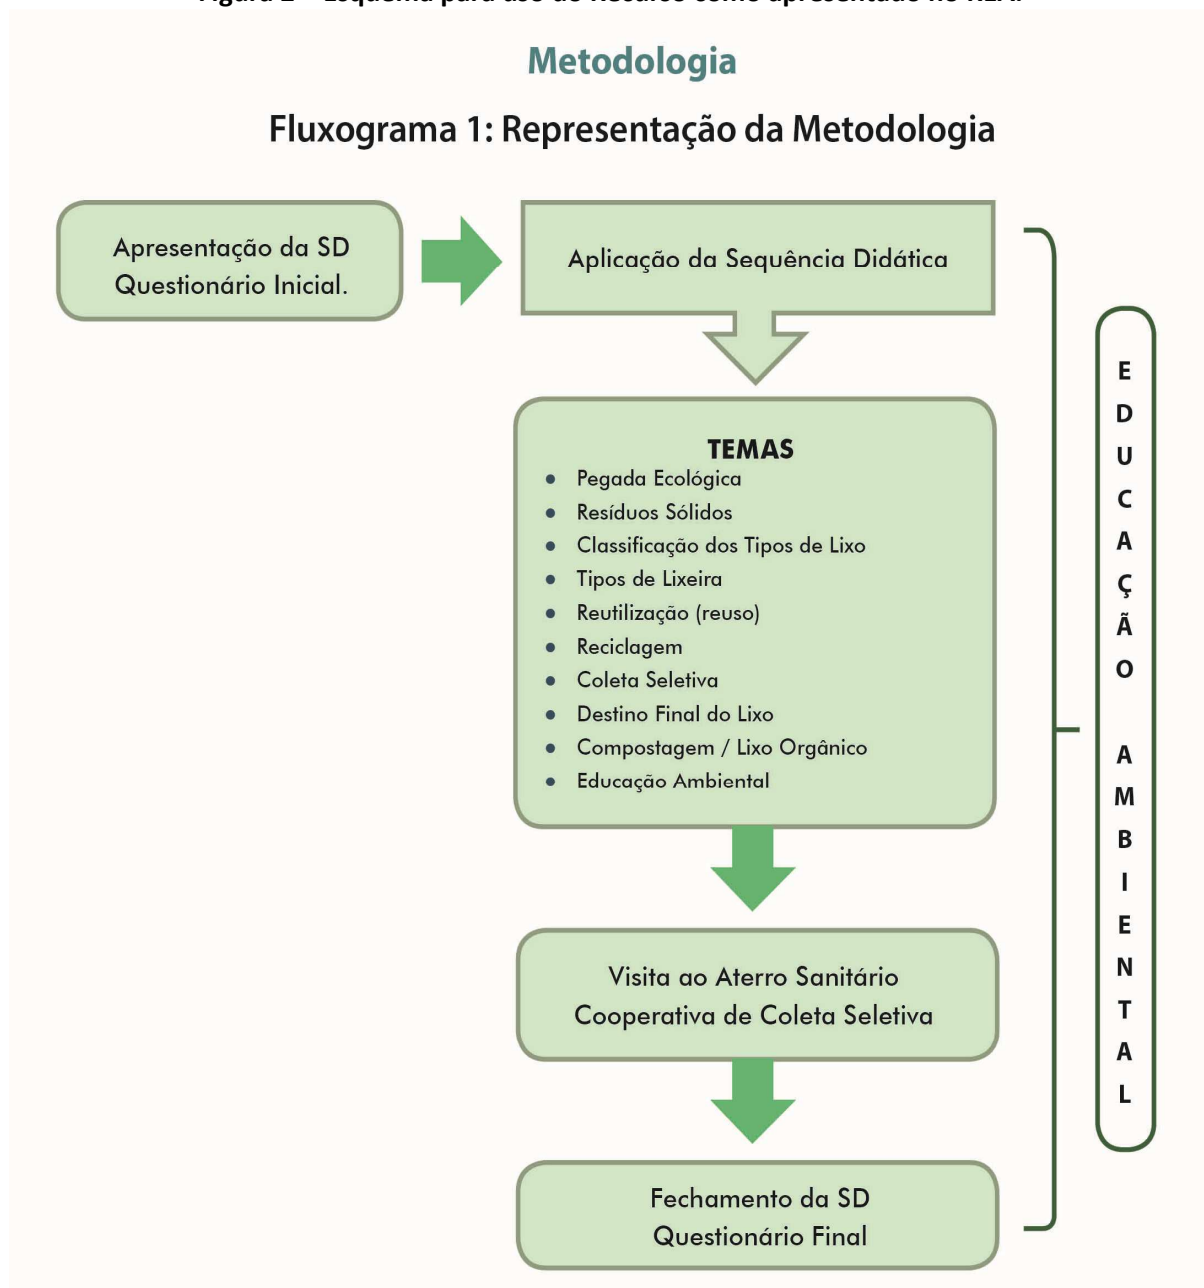 Metodologia
Fluxograma 1: Representação da Metodologia
Apresentação da SD
Questionário Inicial.
Aplicação da Sequência Didática
TEMAS
• Pegada Ecológica
• Resíduos Sólidos
• Classificação dos Tipos de Lixo
• Tipos de Lixeira
• Reutilização (reuso)
• Reciclagem
• Coleta Seletiva
• Destino Final do Lixo
• Compostagem / Lixo Orgânico
• Educação Ambiental
Visita ao Aterro Sanitário
Cooperativa de Coleta Seletiva
Fechamento da SD
Questionário Final
EDUCAÇÃO AMBIENTAL